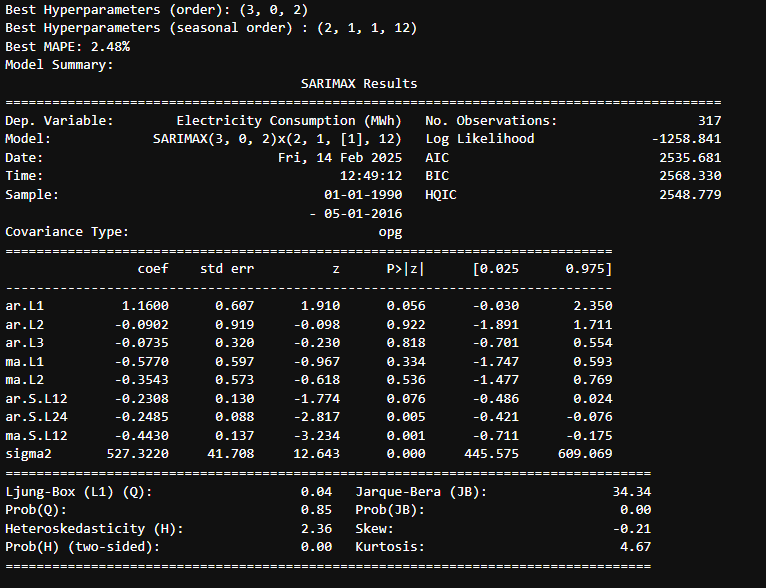 Best Hyperparameters (order): (3, 0, 2)
Best Hyperparameters (seasonal order) : (2, 1, 1, 12)
Best MAPE: 2.48%
Model Summary:
                                      SARIMAX Results
=============================================================================================
Dep. Variable:           Electricity Consumption (MWh)   No. Observations:                  317
Model:                SARIMAX(3, 0, 2)x(2, 1, [1], 12)   Log Likelihood               -1258.841
Date:                                 Fri, 14 Feb 2025   AIC                           2535.681
Time:                                         12:49:12   BIC                           2568.330
Sample:                                     01-01-1990   HQIC                          2548.779
                                          - 05-01-2016
Covariance Type:                                   opg
==============================================================================
                 coef    std err          z      P>|z|      [0.025      0.975]
------------------------------------------------------------------------------
ar.L1          1.1600      0.607      1.910      0.056      -0.030       2.350
ar.L2         -0.0902      0.919     -0.098      0.922      -1.891       1.711
ar.L3         -0.0735      0.320     -0.230      0.818      -0.701       0.554
ma.L1         -0.5770      0.597     -0.967      0.334      -1.747       0.593
ma.L2         -0.3543      0.573     -0.618      0.536      -1.477       0.769
ar.S.L12      -0.2308      0.130     -1.774      0.076      -0.486       0.024
ar.S.L24      -0.2485      0.088     -2.817      0.005      -0.421      -0.076
ma.S.L12      -0.4430      0.137     -3.234      0.001      -0.711      -0.175
sigma2       527.3220     41.708     12.643      0.000     445.575     609.069
===================================================================================
Ljung-Box (L1) (Q):                   0.04   Jarque-Bera (JB):                34.34
Prob(Q):                              0.85   Prob(JB):                         0.00
Heteroskedasticity (H):               2.36   Skew:                            -0.21
Prob(H) (two-sided):                  0.00   Kurtosis:                         4.67
===================================================================================